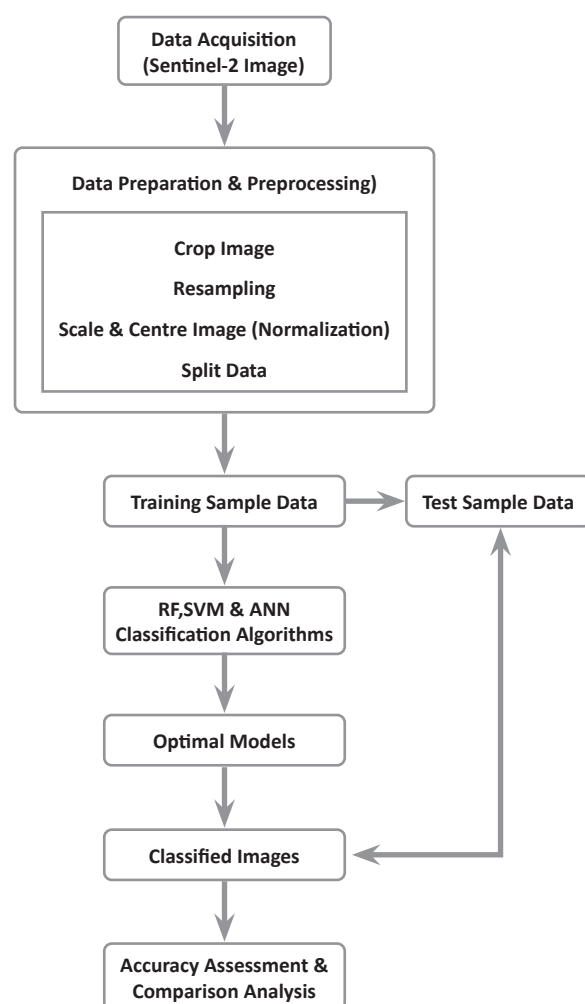 Data Acquisition
(Sentinel-2 Image)
Data Preparation & Preprocessing)
Crop Image
Resampling
Scale & Centre Image (Normalization)
Split Data
Training Sample Data
Test Sample Data
RF,SVM & ANN
Classification Algorithms
Optimal Models
Classified Images
Accuracy Assessment &
Comparison Analysis